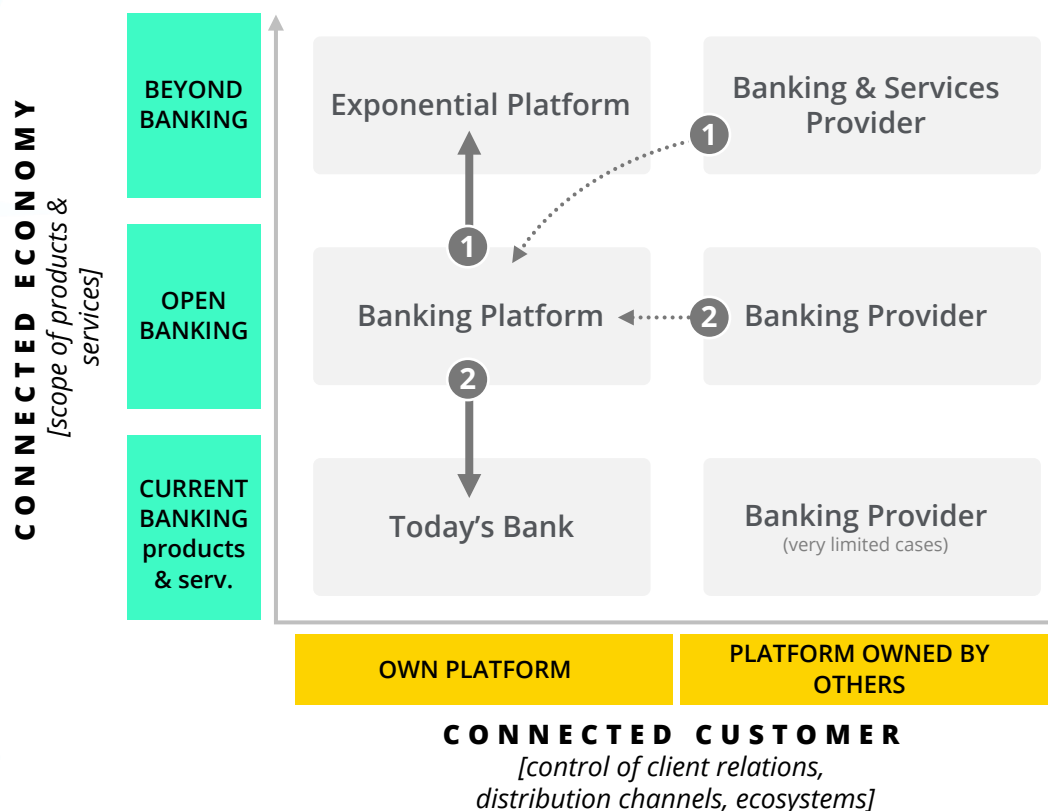 CONNECTED ECONOMY
[scope of products &
services]
BEYOND
BANKING
Exponential Platform
Banking & Services
Provider
1
1
OPEN
BANKING
Banking Platform
2
Banking Provider
2
CURRENT
BANKING
products
& serv.
Today's Bank
Banking Provider
(very limited cases)
OWN PLATFORM
PLATFORM OWNED BY
OTHERS
CONNECTED CUSTOMER
[control of client relations,
distribution channels, ecosystems]